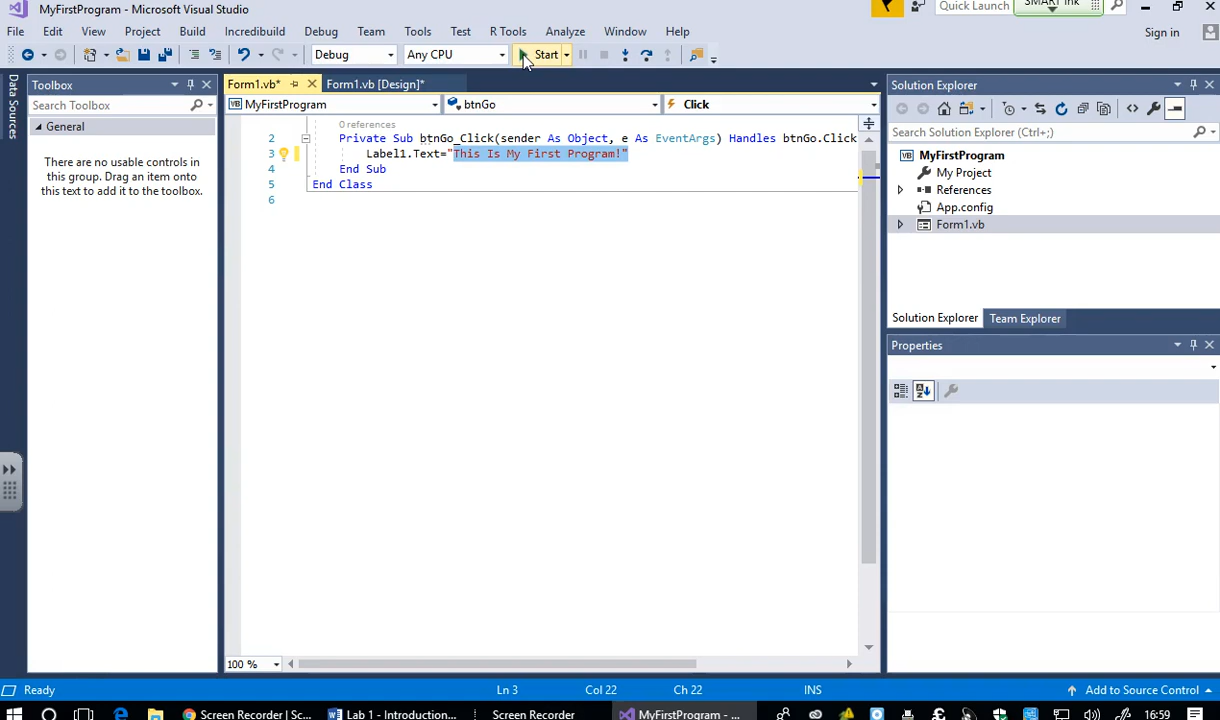 MyFirstProgram - Microsoft Visual Studio
Quick Launch
SMART Ink
File Edit View Project Build Incredibuild Debug Team Tools Test R Tools Analyze Window Help
Sign in
Debug Any CPU Start
Data Sources
Toolbox
Search Toolbox
General
There are no usable controls in
this group. Drag an item onto
this text to add it to the toolbox.
Form1.vb* Form1.vb [Design]*
MyFirstProgram btnGo Click
0 references
2 Private Sub btnGo_Click(sender As Object, e As EventArgs) Handles btnGo.Click
3 Label1.Text="This Is My First Program!"
4 End Sub
5 End Class
6
100 %
Solution Explorer
Search Solution Explorer (Ctrl+;)
MyFirstProgram
My Project
References
App.config
Form1.vb
Solution Explorer Team Explorer
Properties
Ready Ln 3 Col 22 Ch 22 INS Add to Source Control
Screen Recorder | Sc... Lab 1 - Introduction... Screen Recorder MyFirstProgram - ... 16:59